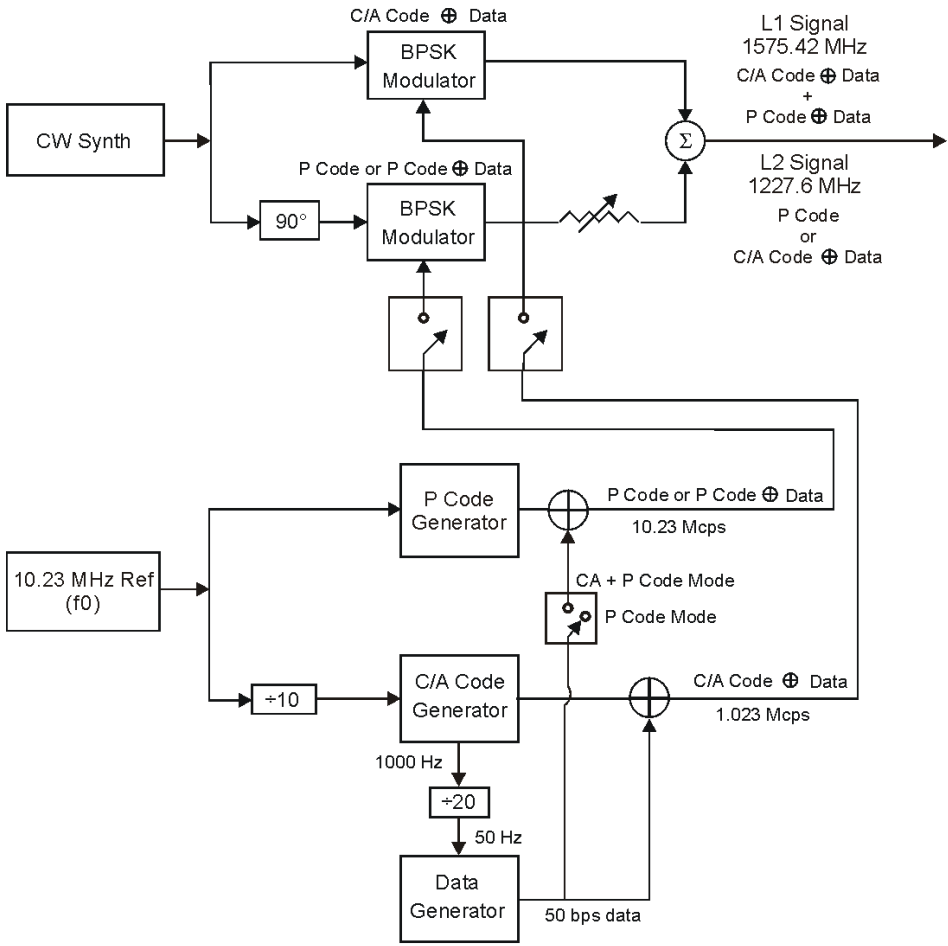 C/A Code ⊕ Data
L1 Signal
1575.42 MHz
C/A Code ⊕ Data
+
P Code ⊕ Data
BPSK
Modulator
CW Synth
Σ
P Code or P Code ⊕ Data
L2 Signal
1227.6 MHz
P Code
or
C/A Code ⊕ Data
90°
BPSK
Modulator
P Code
Generator
P Code or P Code ⊕ Data
10.23 Mcps
10.23 MHz Ref
(f0)
CA + P Code Mode
P Code Mode
÷10
C/A Code
Generator
C/A Code ⊕ Data
1.023 Mcps
1000 Hz
÷20
50 Hz
Data
Generator
50 bps data